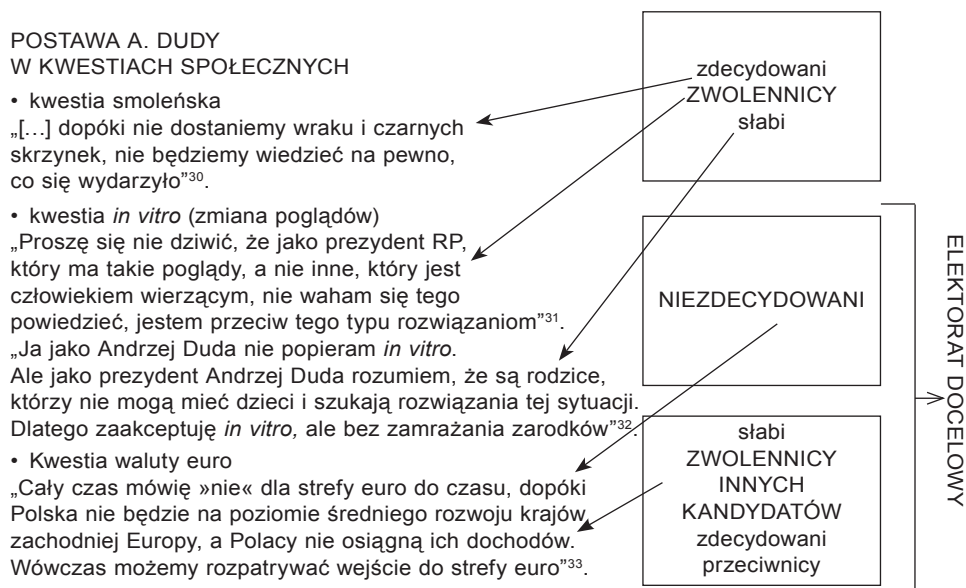 POSTAWA A. DUDY
W KWESTIACH SPOŁECZNYCH
• kwestia smoleńska
„[…] dopóki nie dostaniemy wraku i czarnych
skrzynek, nie będziemy wiedzieć na pewno,
co się wydarzyło”³⁰.
• kwestia in vitro (zmiana poglądów)
„Proszę się nie dziwić, że jako prezydent RP,
który ma takie poglądy, a nie inne, który jest
człowiekiem wierzącym, nie waham się tego
powiedzieć, jestem przeciw tego typu rozwiązaniom”³¹.
„Ja jako Andrzej Duda nie popieram in vitro.
Ale jako prezydent Andrzej Duda rozumiem, że są rodzice,
którzy nie mogą mieć dzieci i szukają rozwiązania tej sytuacji.
Dlatego zaakceptuję in vitro, ale bez zamrażania zarodków”³².
• Kwestia waluty euro
„Cały czas mówię »nie« dla strefy euro do czasu, dopóki
Polska nie będzie na poziomie średniego rozwoju krajów
zachodniej Europy, a Polacy nie osiągną ich dochodów.
Wówczas możemy rozpatrywać wejście do strefy euro”³³.
zdecydowani
ZWOLENNICY
słabi
NIEZDECYDOWANI
słabi
ZWOLENNICY
INNYCH
KANDYDATÓW
zdecydowani
przeciwnicy
ELEKTORAT DOCELOWY